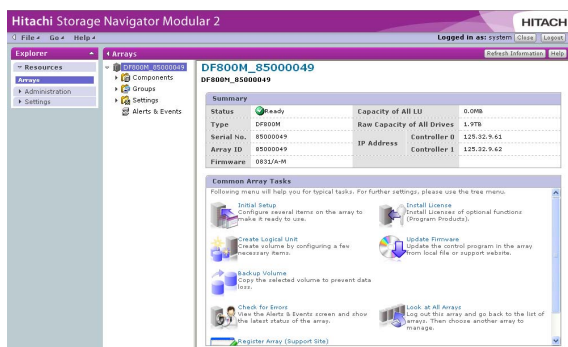 Hitachi Storage Navigator Modular 2
HITACH
File Go Help
Logged in as: system Close Logout
Explorer
Arrays
Refresh Information Help
Resources
Arrays
Administration
Settings
DF800M_85000049
Components
Groups
Settings
Alerts & Events
DF800M_85000049
DF800M_85000049
Summary
Status Ready Capacity of All LU 0.0MB
Type DF800M Raw Capacity of All Drives 1.9TB
Serial No. 85000049 IP Address Controller 0 125.32.9.61
Array ID 85000049 Controller 1 125.32.9.62
Firmware 0831/A-M
Common Array Tasks
Following menu will help you for typical tasks. For further settings, please use the tree menu.
Initial Setup
Configure several items on the array to
make it ready to use.
Install License
Install Licenses of optional functions
(Program Products).
Create Logical Unit
Create volume by configuring a few
necessary items.
Update Firmware
Update the control program in the array
from local file or support website.
Backup Volume
Copy the selected volume to present data
loss.
Check for Errors
View the Alerts & Events screen and show
the latest status of the array.
Look at All Arrays
Log out this array and go back to the list of
arrays. Then choose another array to
manage.
Register Array (Support Site)